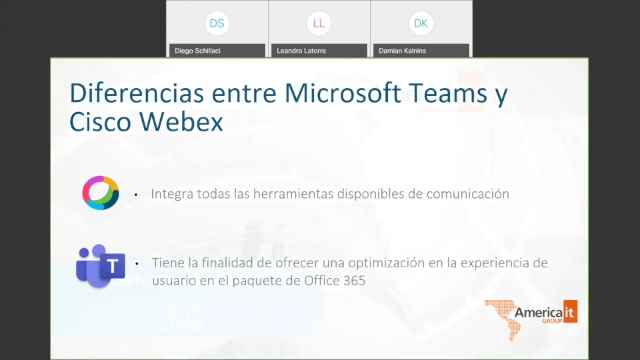 DS
LL
DK
Diego Schillaci
Leandro Latorre
Damian Kalnins
Diferencias entre Microsoft Teams y
Cisco Webex
• Integra todas las herramientas disponibles de comunicación
T
• Tiene la finalidad de ofrecer una optimización en la experiencia de
usuario en el paquete de Office 365
America it
GROUP